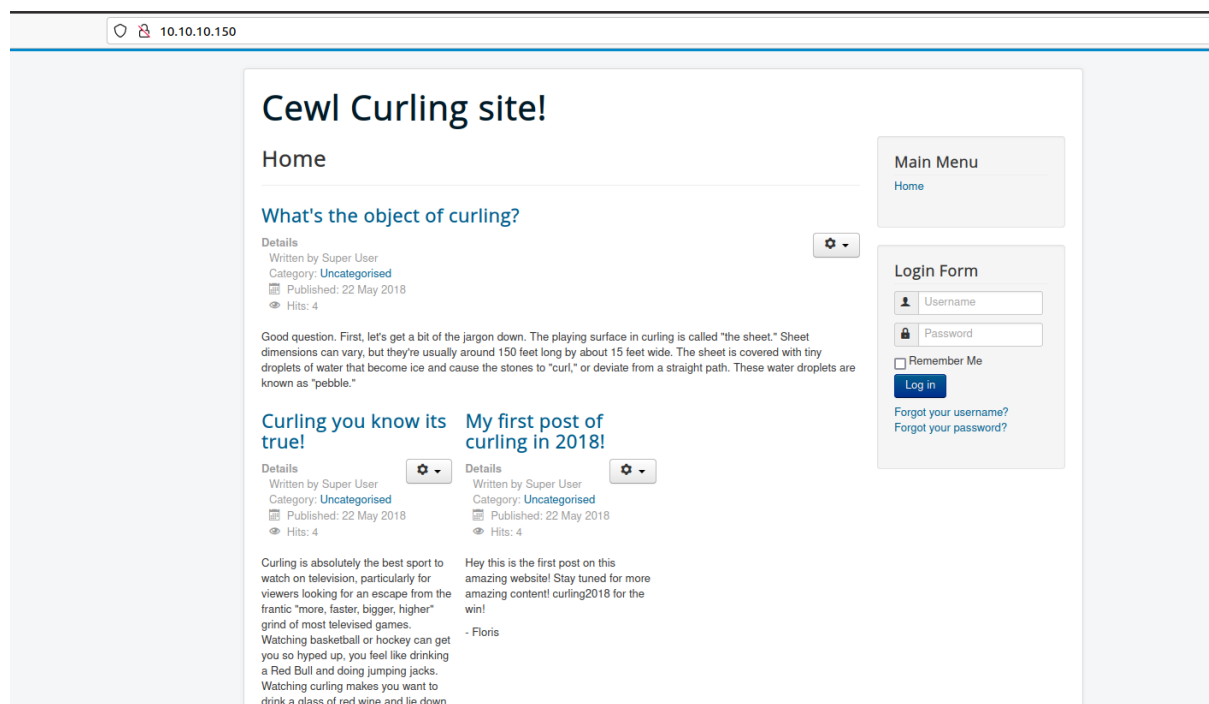 10.10.10.150
Cewl Curling site!
Home
What's the object of curling?
Details
Written by Super User
Category: Uncategorised
Published: 22 May 2018
Hits: 4
Good question. First, let's get a bit of the jargon down. The playing surface in curling is called "the sheet." Sheet
dimensions can vary, but they're usually around 150 feet long by about 15 feet wide. The sheet is covered with tiny
droplets of water that become ice and cause the stones to "curl," or deviate from a straight path. These water droplets are
known as "pebble."
Curling you know its
true!
Details
Written by Super User
Category: Uncategorised
Published: 22 May 2018
Hits: 4
Curling is absolutely the best sport to
watch on television, particularly for
viewers looking for an escape from the
frantic "more, faster, bigger, higher"
grind of most televised games.
Watching basketball or hockey can get
you so hyped up, you feel like drinking
a Red Bull and doing jumping jacks.
Watching curling makes you want to
drink a glass of red wine and lie down
My first post of
curling in 2018!
Details
Written by Super User
Category: Uncategorised
Published: 22 May 2018
Hits: 4
Hey this is the first post on this
amazing website! Stay tuned for more
amazing content! curling2018 for the
win!
- Floris
Main Menu
Home
Login Form
Username
Password
Remember Me
Log in
Forgot your username?
Forgot your password?